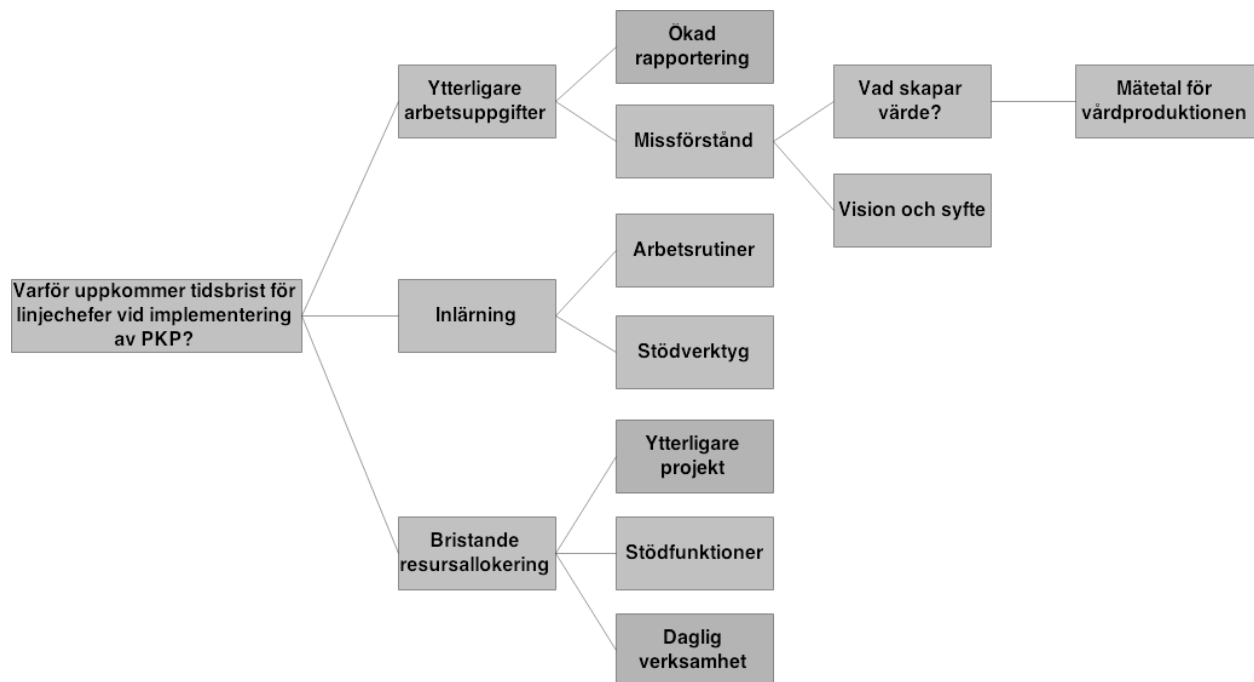 Varför uppkommer tidsbrist för
linjechefer vid implementering
av PKP?
Ytterligare
arbetsuppgifter
Ökad
rapportering
Missförstånd
Vad skapar
värde?
Mätetal för
vårdproduktionen
Vision och syfte
Inlärning
Arbetsrutiner
Stödverktyg
Bristande
resursallokering
Ytterligare
projekt
Stödfunktioner
Daglig
verksamhet